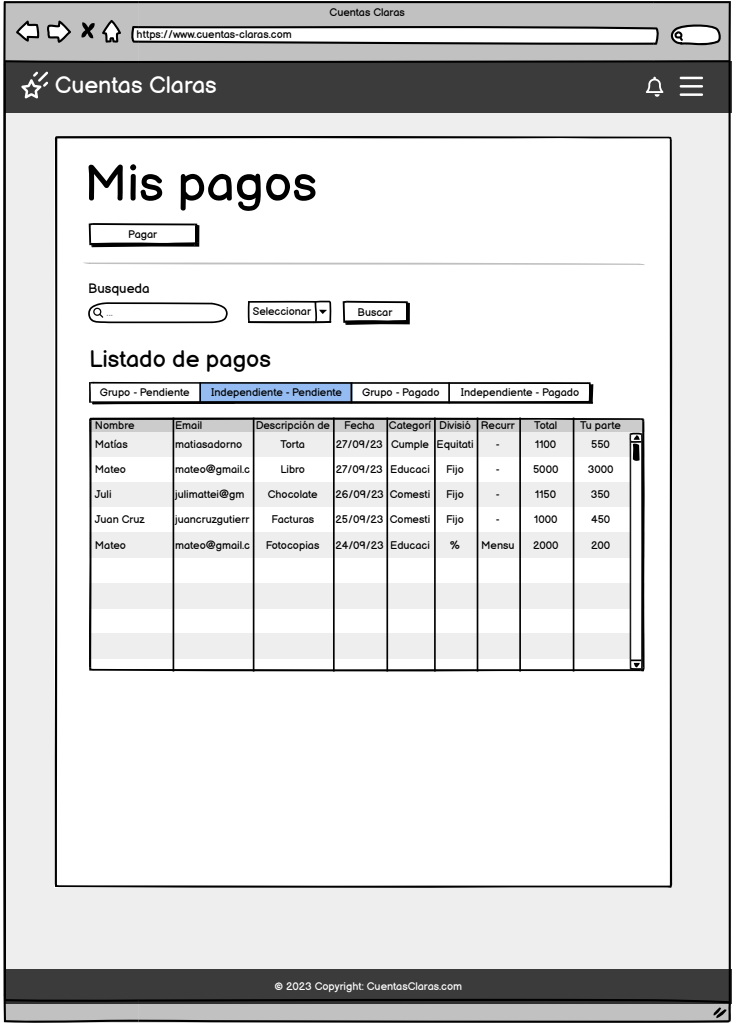 Cuentas Claras
https://www.cuentas-claras.com
Cuentas Claras
Mis pagos
Pagar
Busqueda
... Seleccionar Buscar
Listado de pagos
Grupo - Pendiente Independiente - Pendiente Grupo - Pagado Independiente - Pagado
Nombre Email Descripción de Fecha Categorí Divisió Recurr Total Tu parte
Matías matiasadorno Torta 27/09/23 Cumple Equitati - 1100 550
Mateo mateo@gmail.c Libro 27/09/23 Educaci Fijo - 5000 3000
Juli julimattei@gm Chocolate 26/09/23 Comesti Fijo - 1150 350
Juan Cruz juancruzgutierr Facturas 25/09/23 Comesti Fijo - 1000 450
Mateo mateo@gmail.c Fotocopias 24/09/23 Educaci % Mensu 2000 200
© 2023 Copyright: CuentasClaras.com